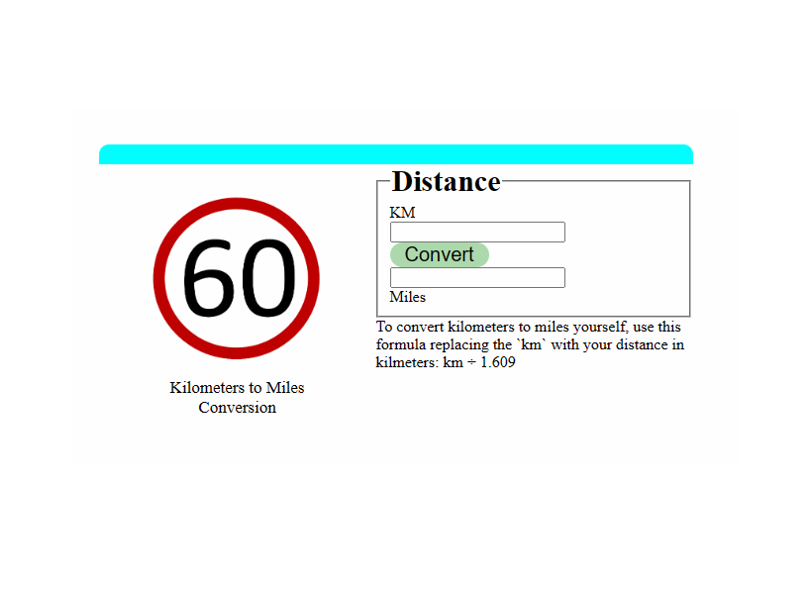 60
Kilometers to Miles
Conversion
Distance
KM
Convert
Miles
To convert kilometers to miles yourself, use this
formula replacing the `km` with your distance in
kilmeters: km ÷ 1.609